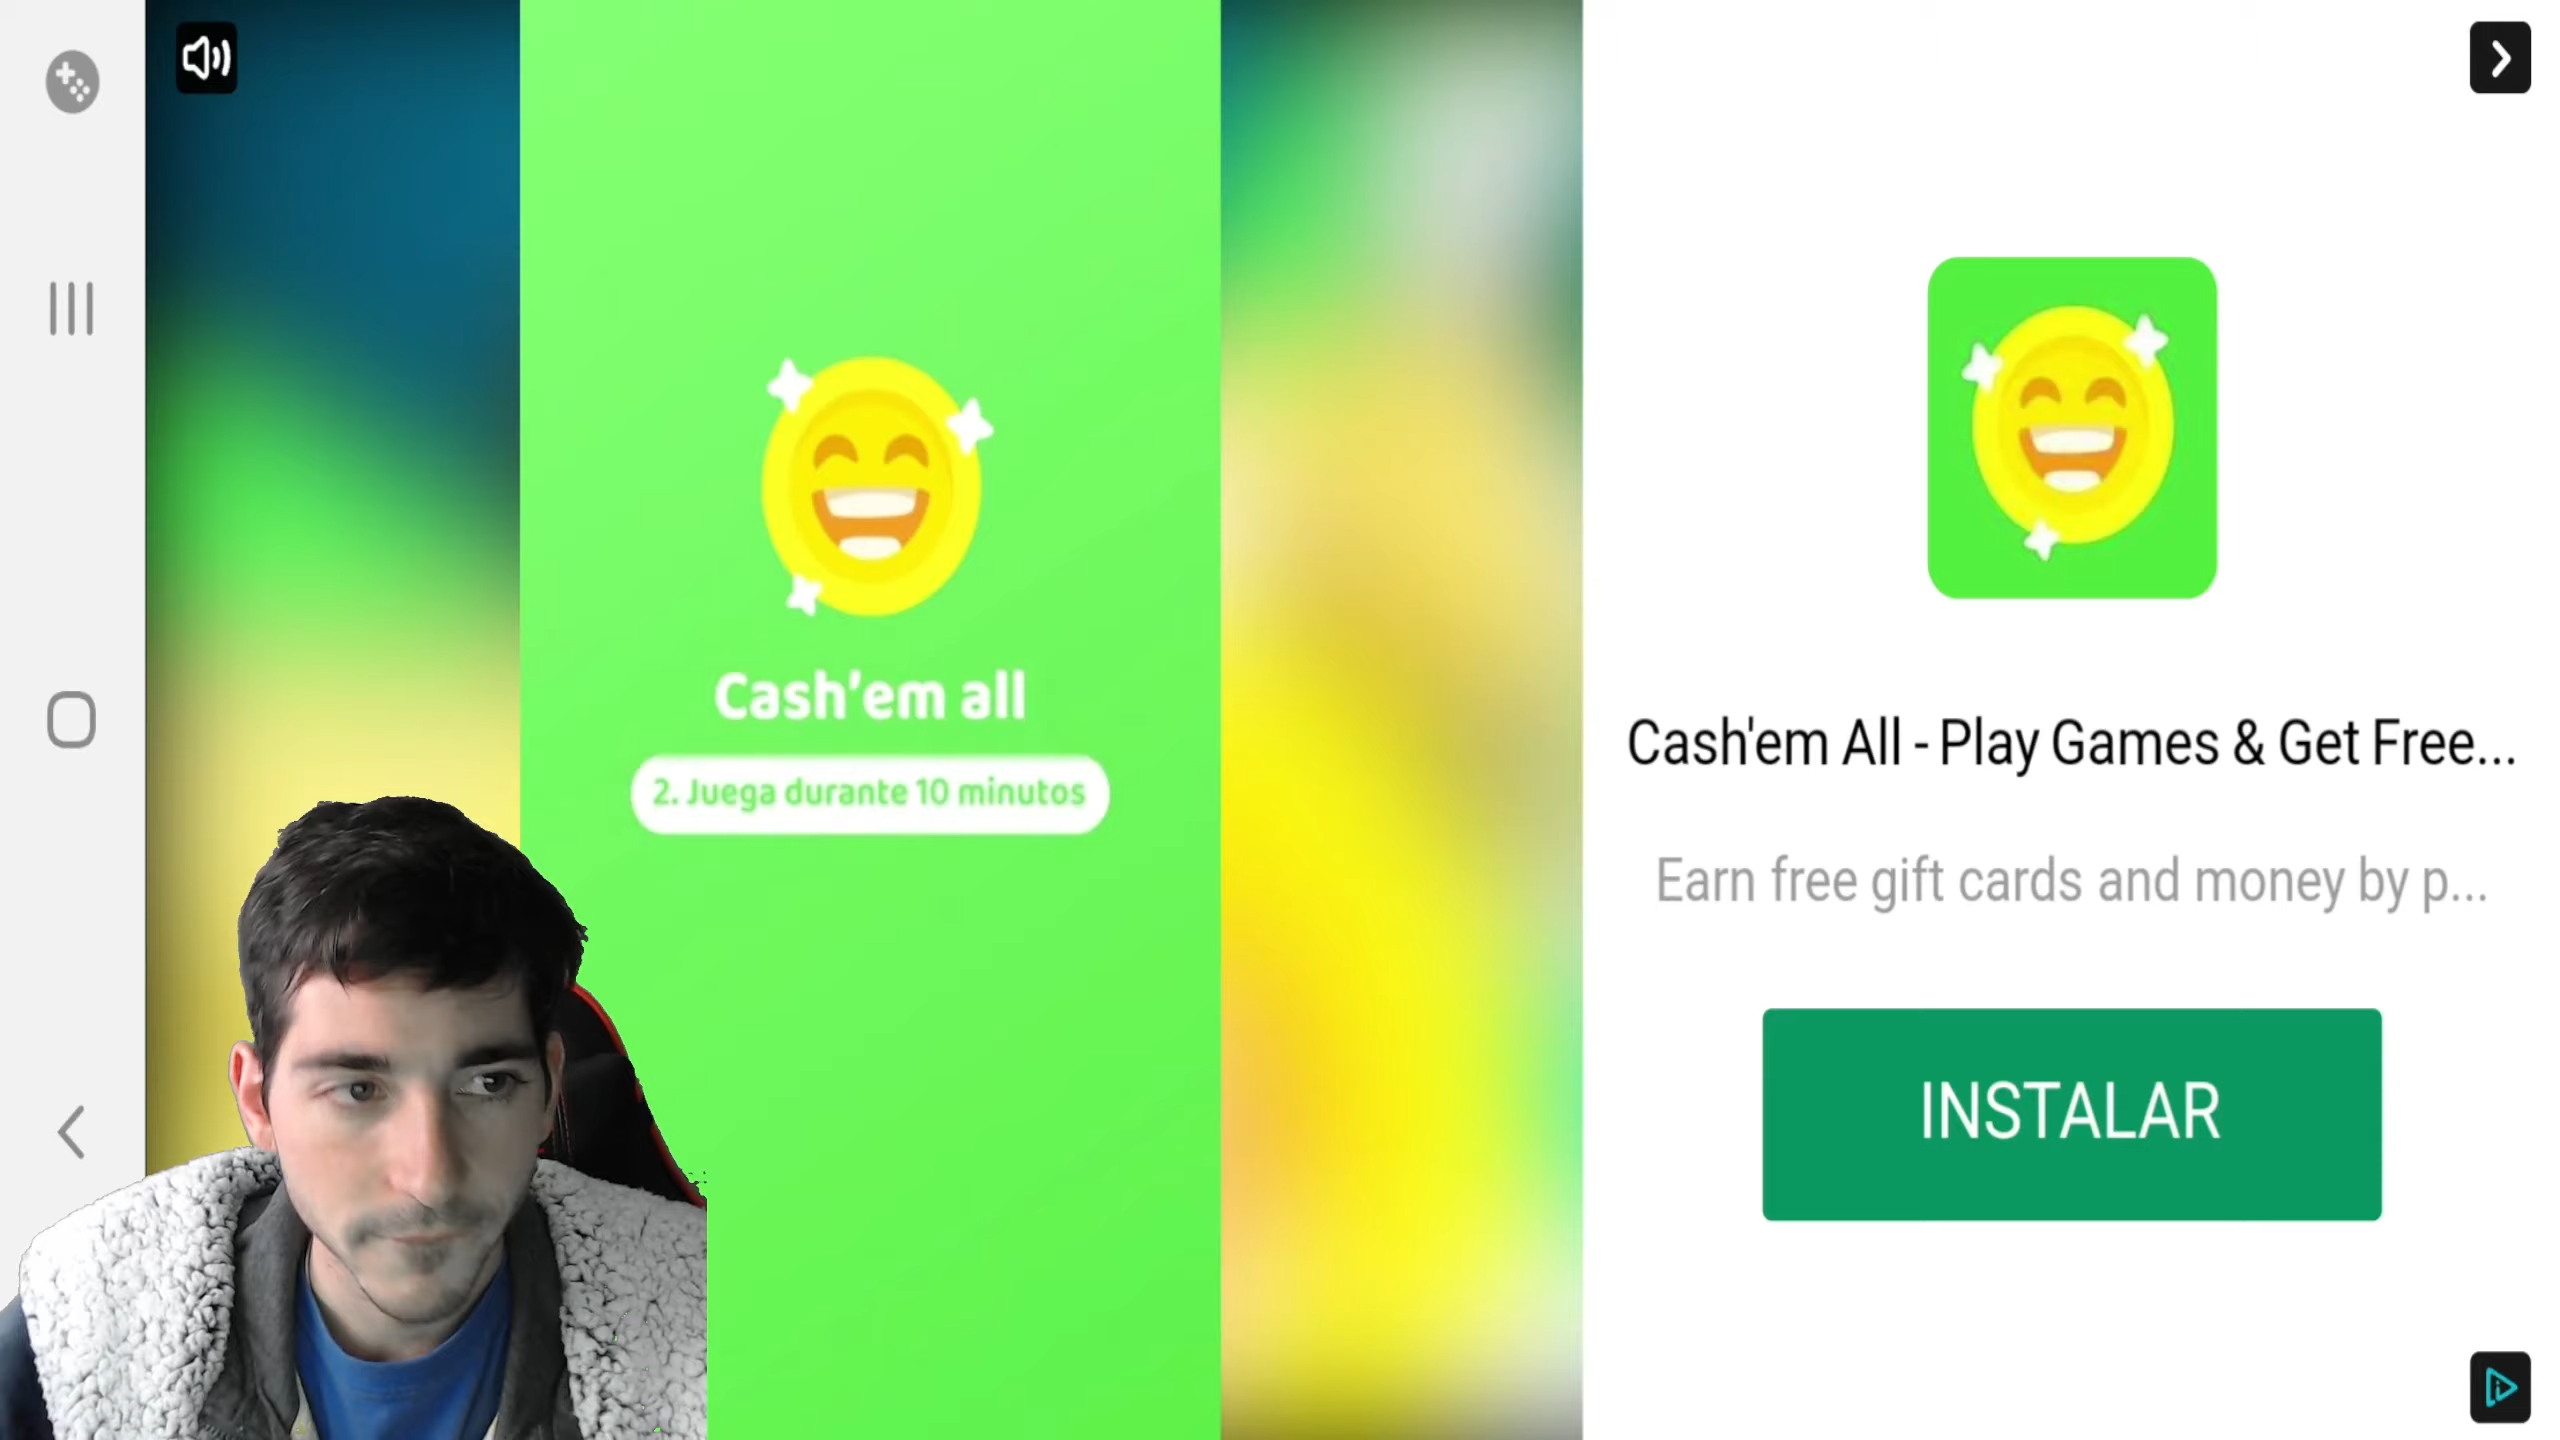 Cash'em all
2. Juega durante 10 minutos
Cash'em All - Play Games & Get Free...
Earn free gift cards and money by p...
INSTALAR